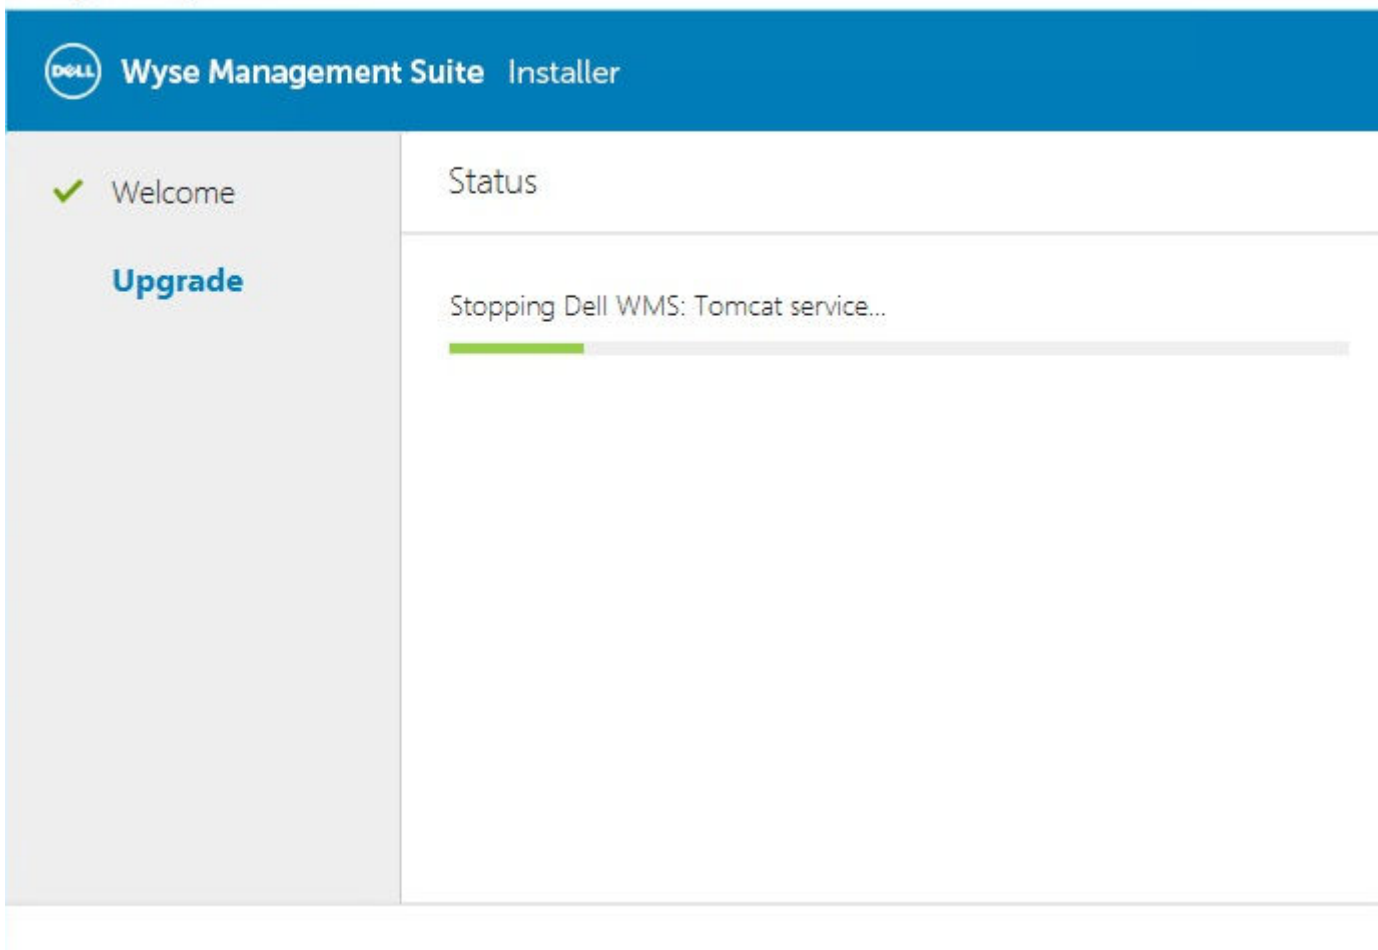 DELL Wyse Management Suite Installer
Welcome
Status
Upgrade
Stopping Dell WMS: Tomcat service...